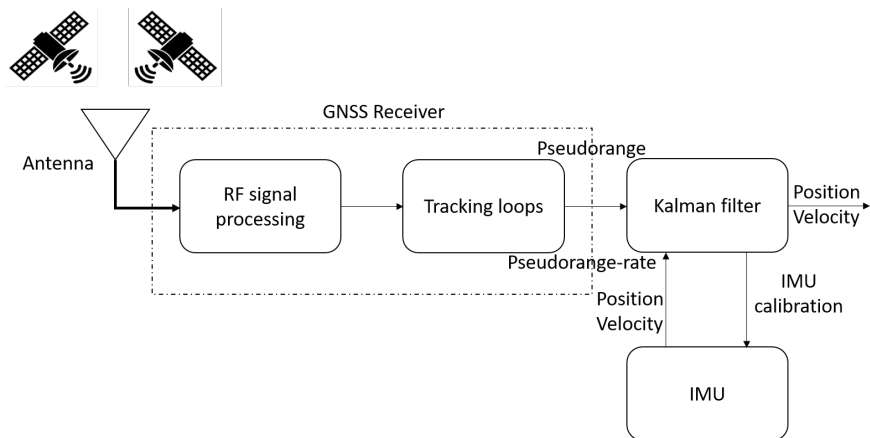 GNSS Receiver
Antenna
RF signal
processing
Tracking loops
Pseudorange
Pseudorange-rate
Kalman filter
Position
Velocity
Position
Velocity
IMU
calibration
IMU